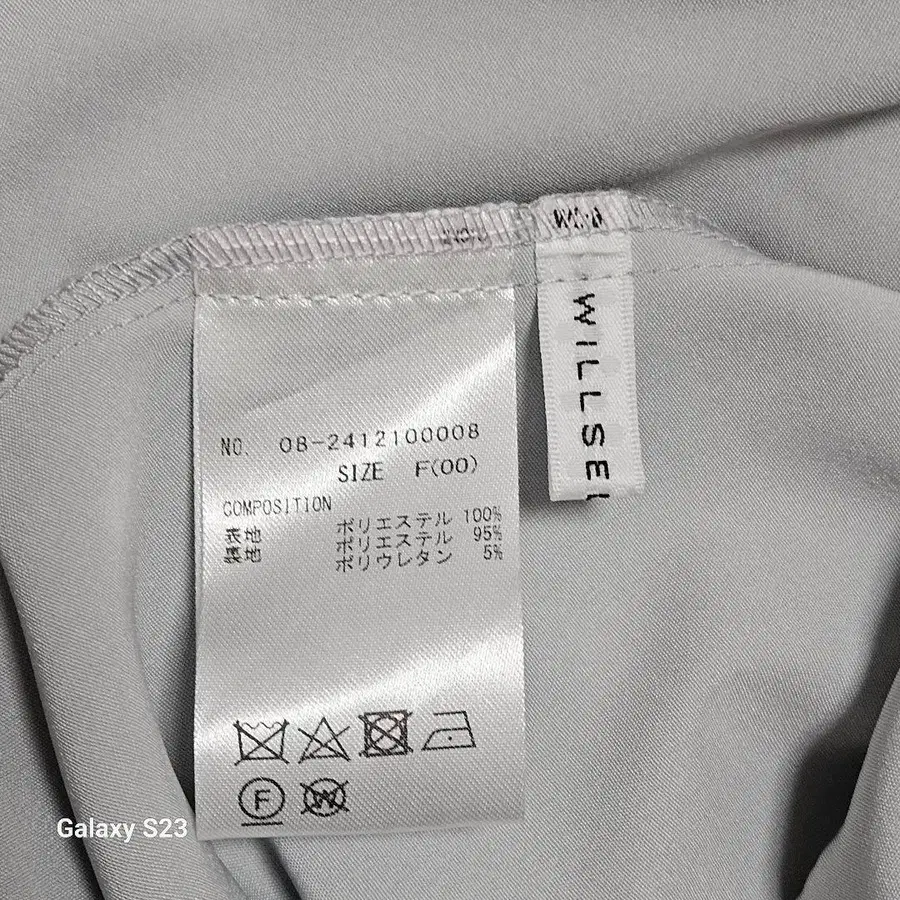 NO. 08-2412100008
SIZE F(00)
COMPOSITION
表地 ポリエステル 100%
裏地 ポリエステル 95%
ポリウレタン 5%
F
W
WILLSE
Galaxy S23